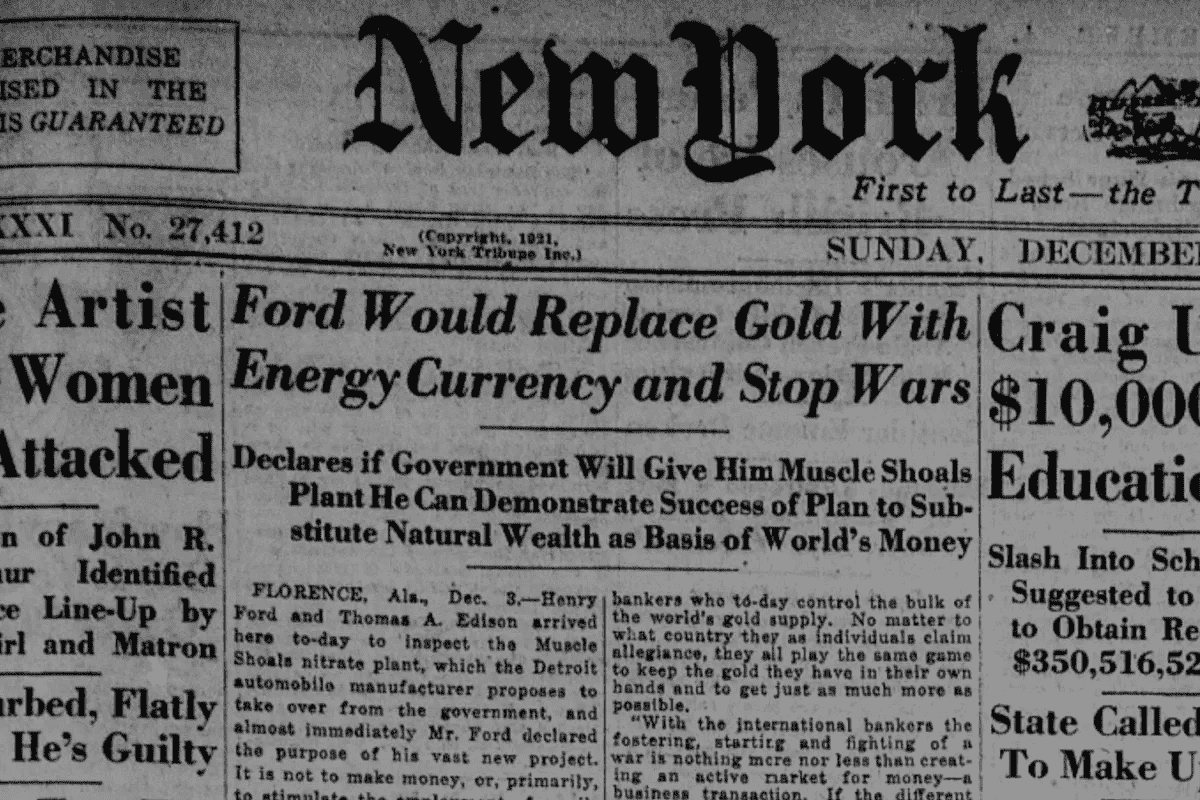 ERCHANDISE
ISED IN THE
IS GUARANTEED
New York
First to Last—the T
XXXI No. 27,412
(Copyright, 1921,
New York Tribune Inc.)
SUNDAY, DECEMBER
e Artist
Women
Attacked
n of John R.
ur Identified
ce Line-Up by
irl and Matron
rbed, Flatly
He's Guilty
Ford Would Replace Gold With
Energy Currency and Stop Wars
Declares if Government Will Give Him Muscle Shoals
Plant He Can Demonstrate Success of Plan to Sub-
stitute Natural Wealth as Basis of World's Money
FLORENCE, Ala., Dec. 3.—Henry
Ford and Thomas A. Edison arrived
here to-day to inspect the Muscle
Shoals nitrate plant, which the Detroit
automobile manufacturer proposes to
take over from the government, and
almost immediately Mr. Ford declared
the purpose of his vast new project.
It is not to make money, or, primarily,
to stimulate the employment of
bankers who to-day control the bulk of
the world's gold supply. No matter to
what country they as individuals claim
allegiance, they all play the same game
to keep the gold they have in their own
hands and to get just as much more as
possible.
"With the international bankers the
fostering, starting and fighting of a
war is nothing more nor less than creat-
ing an active market for money—a
business transaction. If the different
Craig U
$10,000
Educatio
Slash Into Sch
Suggested to
to Obtain Re
$350,516,52
State Called
To Make U